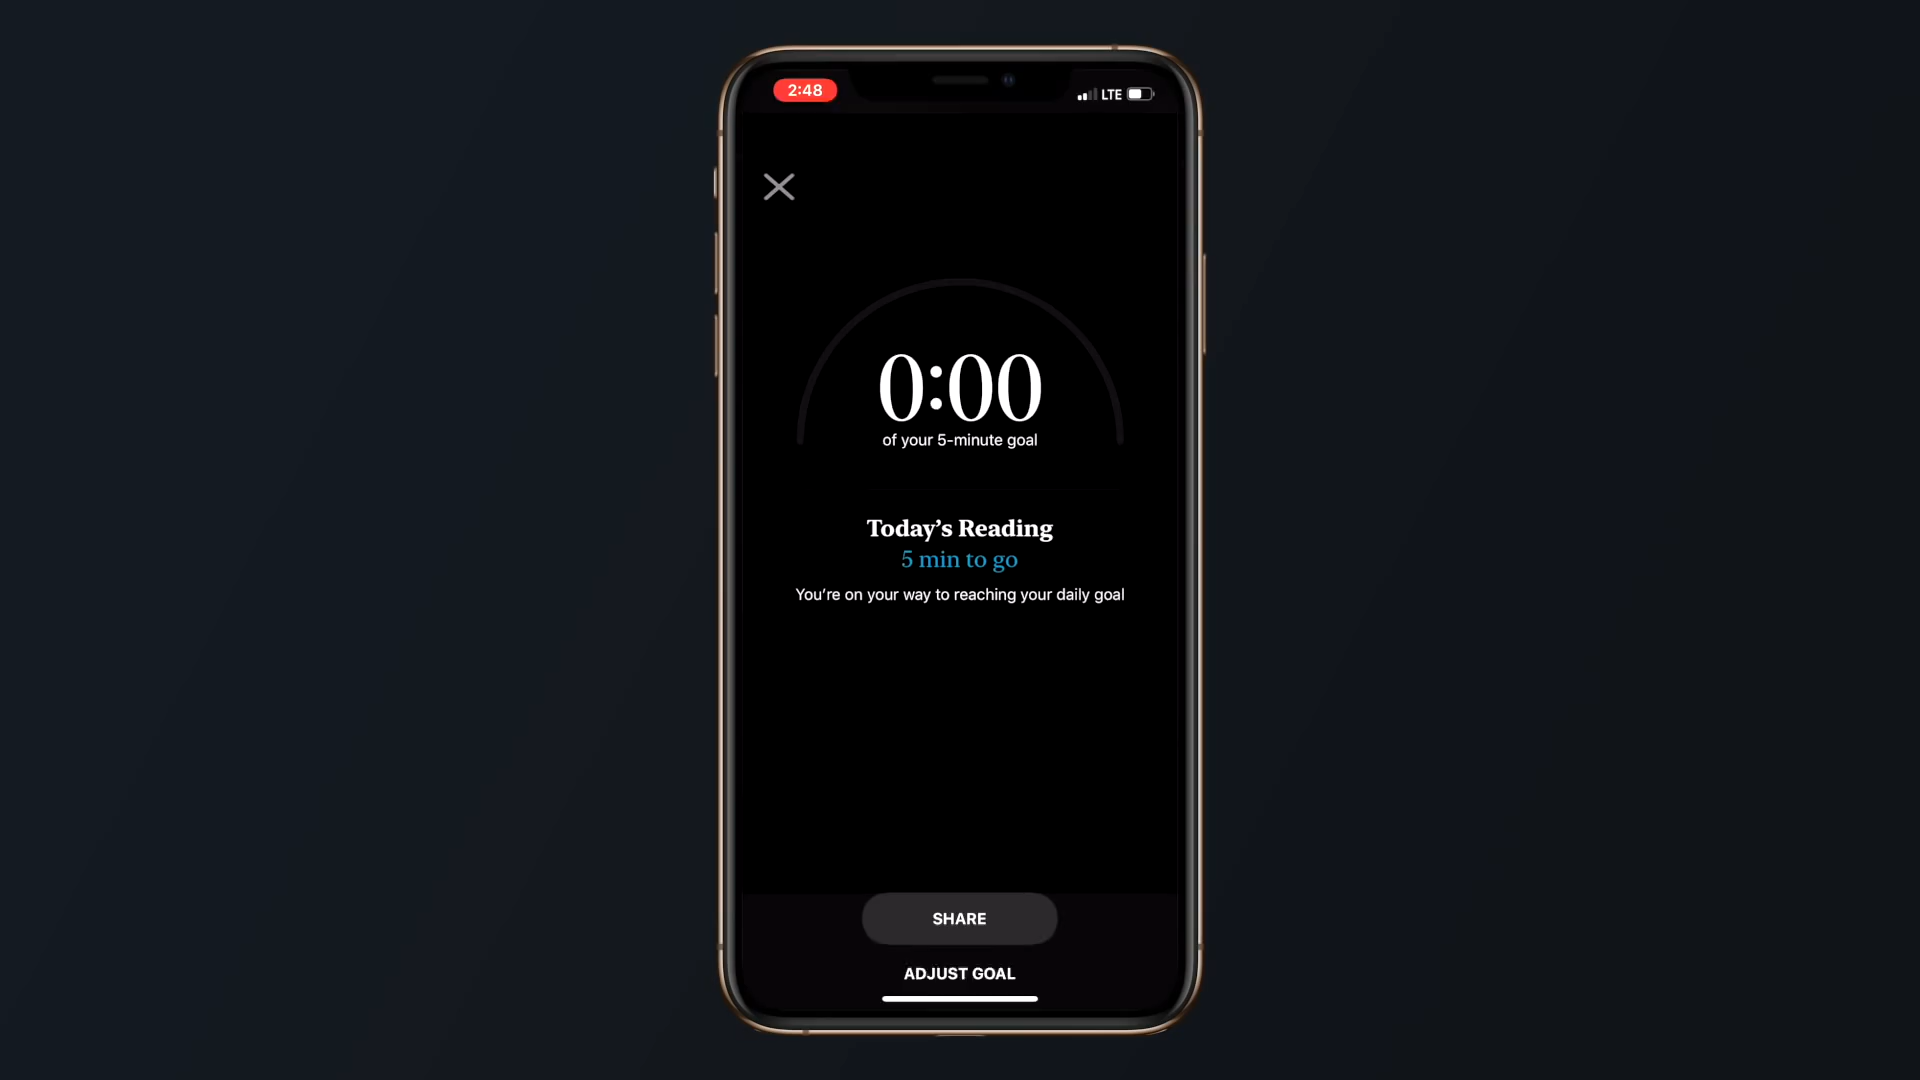 2:48
LTE
0:00
of your 5-minute goal
Today’s Reading
5 min to go
You’re on your way to reaching your daily goal
SHARE
ADJUST GOAL